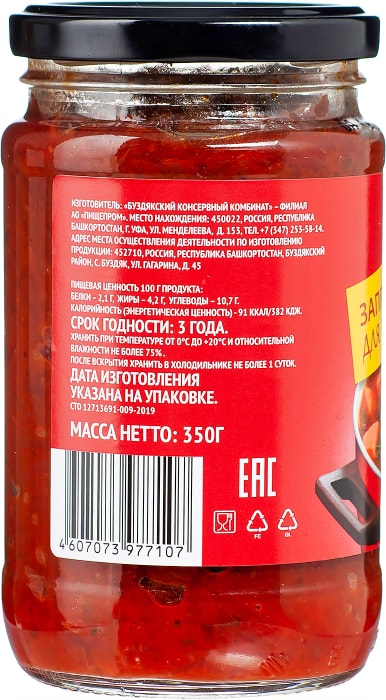 ИЗГОТОВИТЕЛЬ: «БУЗДЯКСКИЙ КОНСЕРВНЫЙ КОМБИНАТ» – ФИЛИАЛ
АО «ПИЩЕПРОМ». МЕСТО НАХОЖДЕНИЯ: 450022, РОССИЯ, РЕСПУБЛИКА
БАШКОРТОСТАН, Г. УФА, УЛ. МЕНДЕЛЕЕВА, Д. 153, ТЕЛ. +7 (347) 253-58-14.
АДРЕС МЕСТА ОСУЩЕСТВЛЕНИЯ ДЕЯТЕЛЬНОСТИ ПО ИЗГОТОВЛЕНИЮ
ПРОДУКЦИИ: 452710, РОССИЯ, РЕСПУБЛИКА БАШКОРТОСТАН, БУЗДЯКСКИЙ
РАЙОН, С. БУЗДЯК, УЛ. ГАГАРИНА, Д. 45
ПИЩЕВАЯ ЦЕННОСТЬ 100 Г ПРОДУКТА:
БЕЛКИ – 2,1 Г, ЖИРЫ – 4,2 Г, УГЛЕВОДЫ – 10,7 Г.
КАЛОРИЙНОСТЬ (ЭНЕРГЕТИЧЕСКАЯ ЦЕННОСТЬ) - 91 ККАЛ/382 КДЖ.
СРОК ГОДНОСТИ: 3 ГОДА.
ХРАНИТЬ ПРИ ТЕМПЕРАТУРЕ ОТ 0°С ДО +20°С И ОТНОСИТЕЛЬНОЙ
ВЛАЖНОСТИ НЕ БОЛЕЕ 75% .
ПОСЛЕ ВСКРЫТИЯ ХРАНИТЬ В ХОЛОДИЛЬНИКЕ НЕ БОЛЕЕ 1 СУТОК.
ДАТА ИЗГОТОВЛЕНИЯ
УКАЗАНА НА УПАКОВКЕ.
СТО 12713691-009-2019
МАССА НЕТТО: 350Г
EAC
FE
GL
4 607073 977107
ЗАП
ДЛЯ